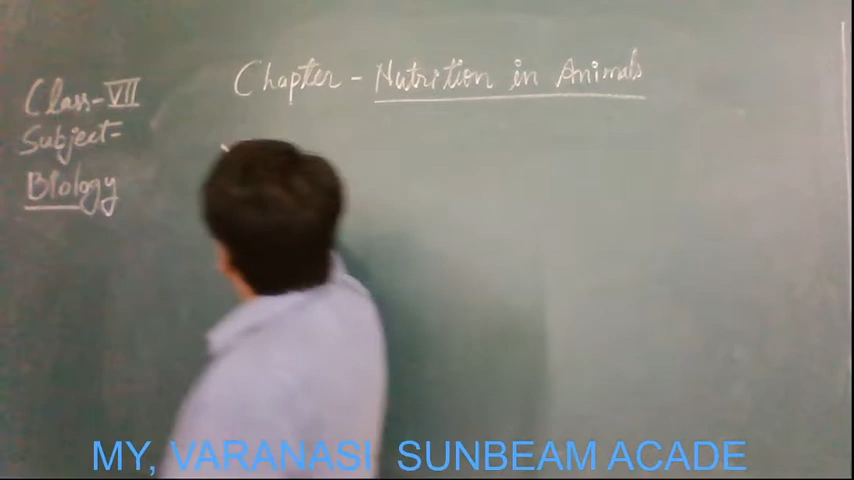 Chapter - Nutrition in Animals
Class - VII
Subject -
Biology
MY, VARANASI SUNBEAM ACADE